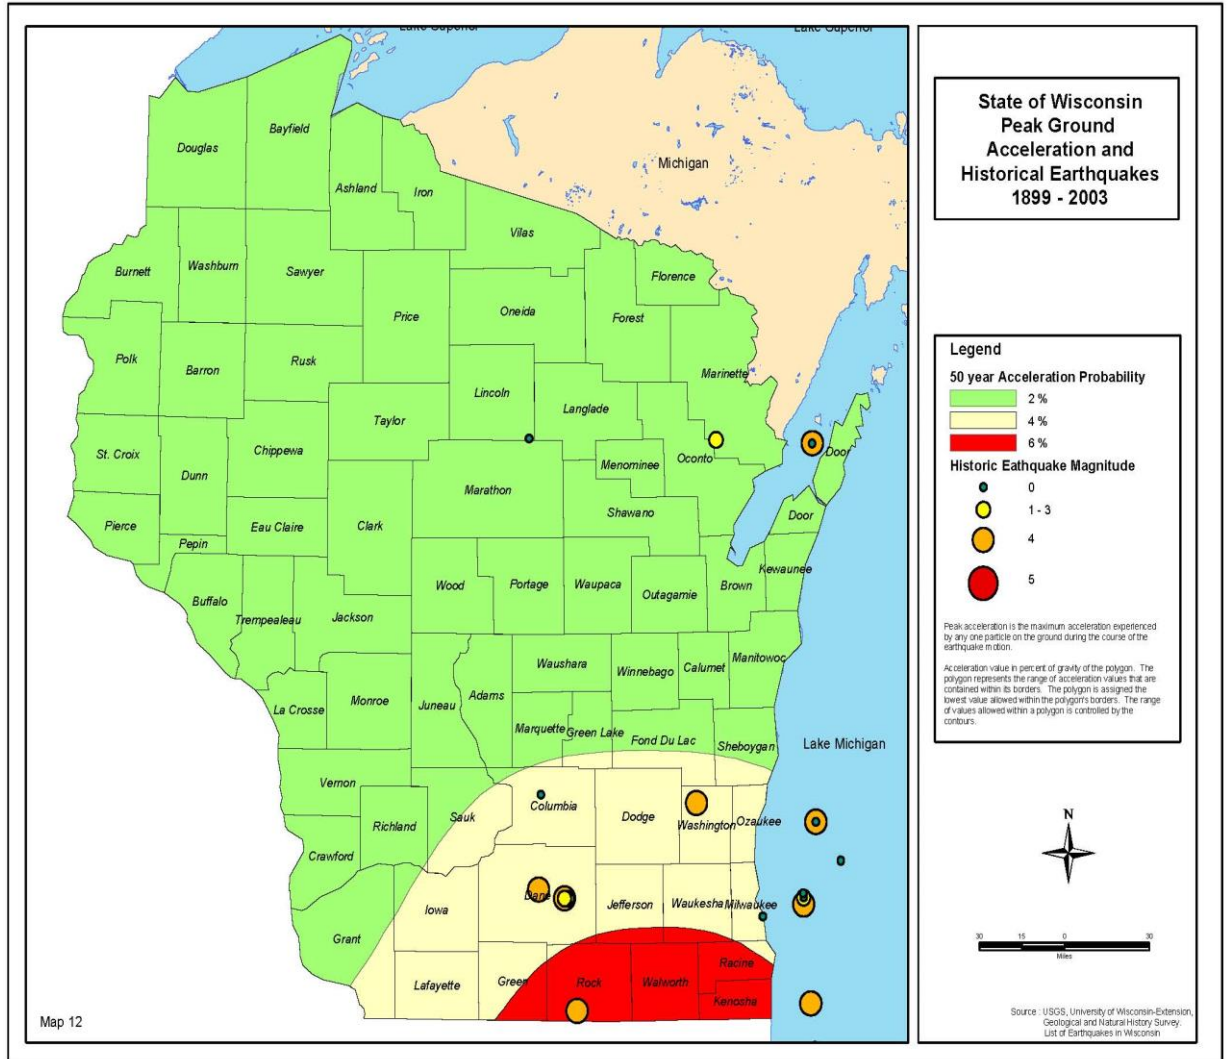 Lake Superior
Lake Superior
Bayfield
Douglas
Michigan
Ashland
Iron
Vilas
Burnett
Washburn
Sawyer
Florence
Price
Oneida
Forest
Polk
Barron
Rusk
Marinette
Lincoln
Langlade
Taylor
St. Croix
Dunn
Chippewa
Menominee
Oconto
Door
Marathon
Shawano
Door
Pierce
Eau Claire
Clark
Pepin
Kewaunee
Wood
Portage
Waupaca
Outagamie
Brown
Buffalo
Trempealeau
Jackson
Waushara
Winnebago
Calumet
Manitowoc
La Crosse
Monroe
Juneau
Adams
Marquette
Green Lake
Fond Du Lac
Sheboygan
Lake Michigan
Vernon
Sauk
Columbia
Dodge
Washington
Ozaukee
Richland
Crawford
Dane
Iowa
Jefferson
Waukesha
Milwaukee
Grant
Lafayette
Green
Rock
Walworth
Racine
Kenosha
Map 12
State of Wisconsin
Peak Ground
Acceleration and
Historical Earthquakes
1899 - 2003
Legend
50 year Acceleration Probability
2 %
4 %
6 %
Historic Eathquake Magnitude
0
1 - 3
4
5
Peak acceleration is the maximum acceleration experienced
by any one particle on the ground during the course of the
earthquake motion.
Acceleration value in percent of gravity of the polygon. The
polygon represents the range of acceleration values that are
contained within its borders. The polygon is assigned the
lowest value allowed within the polygon's borders. The range
of values allowed within a polygon is controlled by the
contours.
N
30 15 0 30
Miles
Source : USGS, University of Wisconsin-Extension,
Geological and Natural History Survey.
List of Earthquakes in Wisconsin